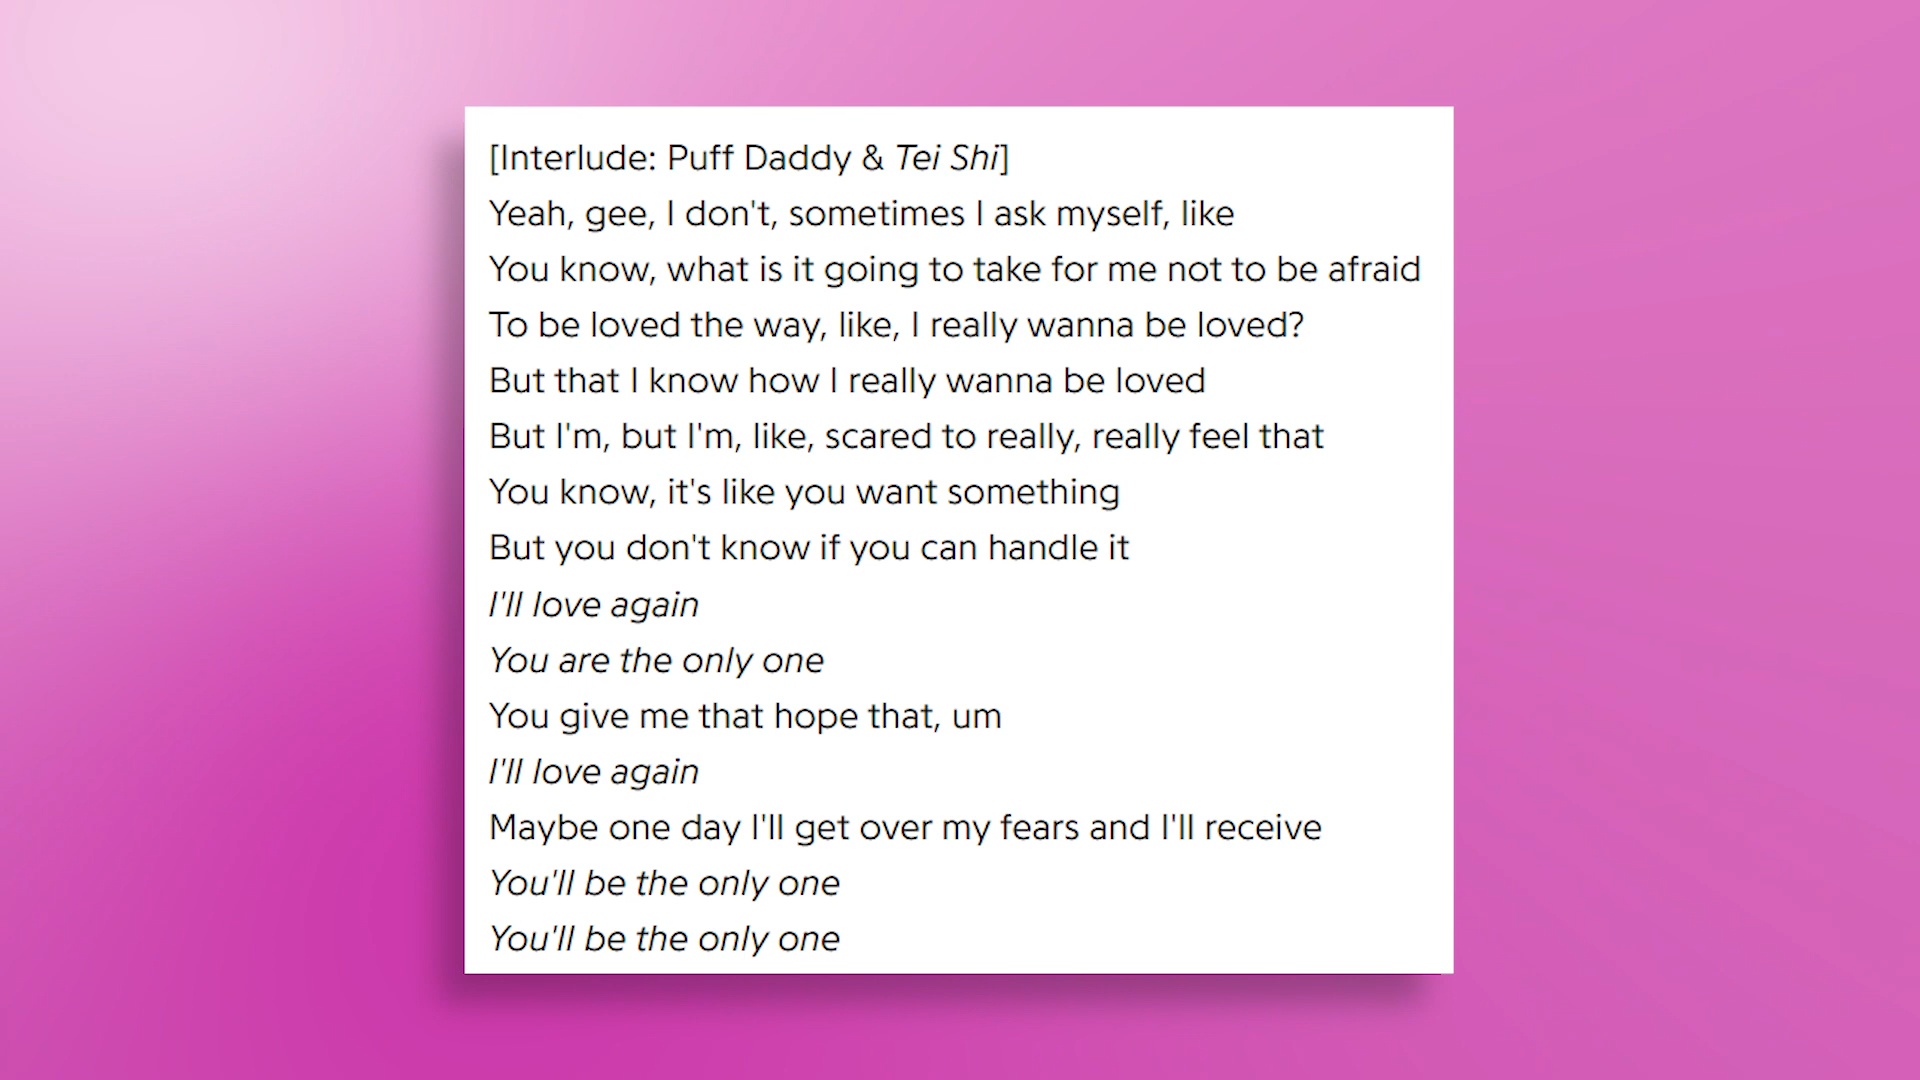 [Interlude: Puff Daddy & Tei Shi]
Yeah, gee, I don't, sometimes I ask myself, like
You know, what is it going to take for me not to be afraid
To be loved the way, like, I really wanna be loved?
But that I know how I really wanna be loved
But I'm, but I'm, like, scared to really, really feel that
You know, it's like you want something
But you don't know if you can handle it
I'll love again
You are the only one
You give me that hope that, um
I'll love again
Maybe one day I'll get over my fears and I'll receive
You'll be the only one
You'll be the only one